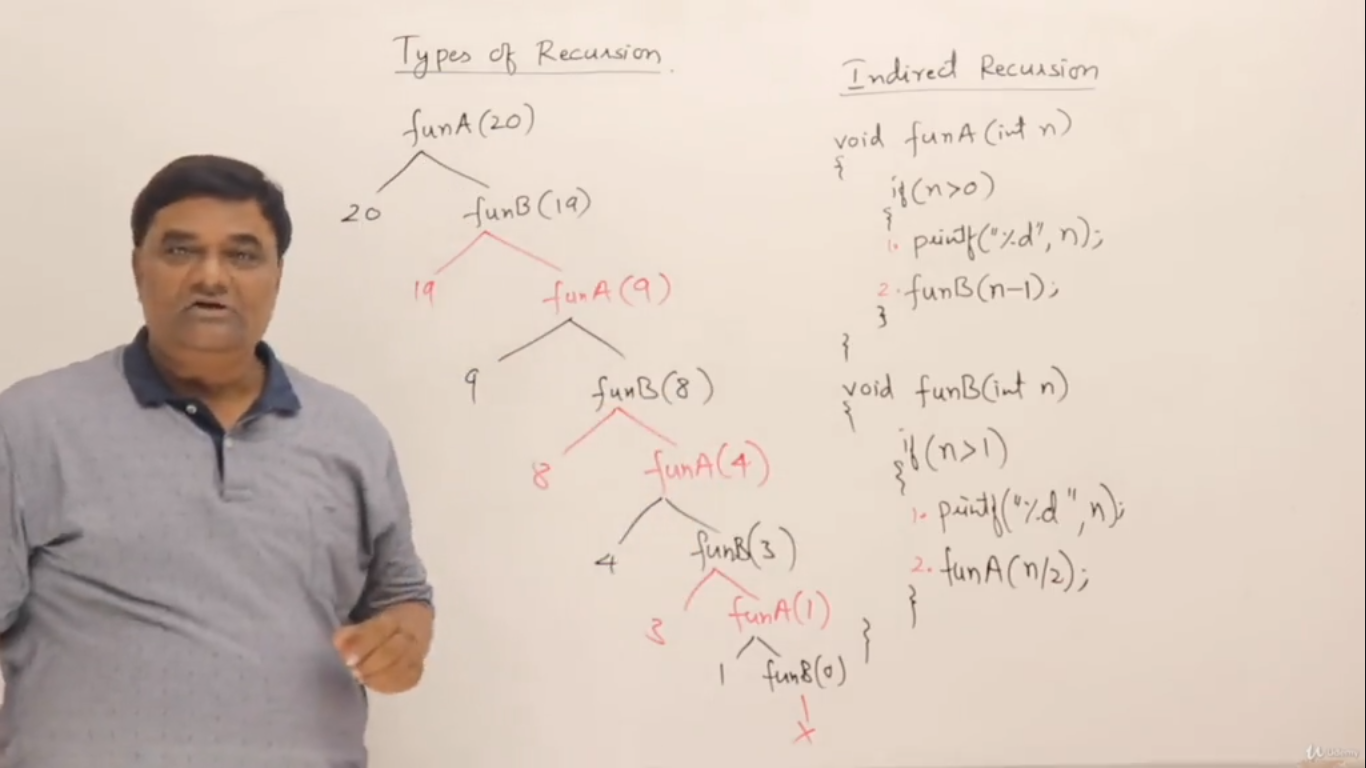 Types of Recursion.
funA(20)
20 funB(19)
19 funA(9)
9 funB(8)
8 funA(4)
4 funB(3)
3 funA(1)
1 funB(0)
x
Indirect Recursion
void funA(int n)
{
if(n>0)
{
1. printf("%d", n);
2. funB(n-1);
}
}
void funB(int n)
{
if(n>1)
{
1. printf("%d", n);
2. funA(n/2);
}
}
Udemy